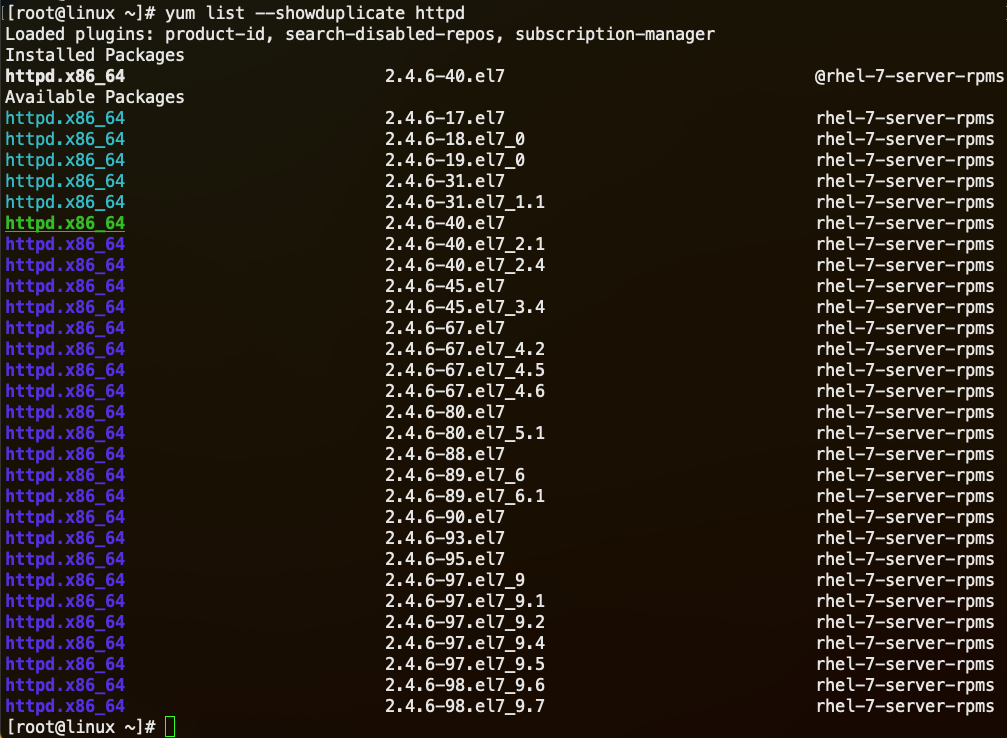 [root@linux ~]# yum list --showduplicate httpd
Loaded plugins: product-id, search-disabled-repos, subscription-manager
Installed Packages
httpd.x86_64 2.4.6-40.el7 @rhel-7-server-rpms
Available Packages
httpd.x86_64 2.4.6-17.el7 rhel-7-server-rpms
httpd.x86_64 2.4.6-18.el7_0 rhel-7-server-rpms
httpd.x86_64 2.4.6-19.el7_0 rhel-7-server-rpms
httpd.x86_64 2.4.6-31.el7 rhel-7-server-rpms
httpd.x86_64 2.4.6-31.el7_1.1 rhel-7-server-rpms
httpd.x86_64 2.4.6-40.el7 rhel-7-server-rpms
httpd.x86_64 2.4.6-40.el7_2.1 rhel-7-server-rpms
httpd.x86_64 2.4.6-40.el7_2.4 rhel-7-server-rpms
httpd.x86_64 2.4.6-45.el7 rhel-7-server-rpms
httpd.x86_64 2.4.6-45.el7_3.4 rhel-7-server-rpms
httpd.x86_64 2.4.6-67.el7 rhel-7-server-rpms
httpd.x86_64 2.4.6-67.el7_4.2 rhel-7-server-rpms
httpd.x86_64 2.4.6-67.el7_4.5 rhel-7-server-rpms
httpd.x86_64 2.4.6-67.el7_4.6 rhel-7-server-rpms
httpd.x86_64 2.4.6-80.el7 rhel-7-server-rpms
httpd.x86_64 2.4.6-80.el7_5.1 rhel-7-server-rpms
httpd.x86_64 2.4.6-88.el7 rhel-7-server-rpms
httpd.x86_64 2.4.6-89.el7_6 rhel-7-server-rpms
httpd.x86_64 2.4.6-89.el7_6.1 rhel-7-server-rpms
httpd.x86_64 2.4.6-90.el7 rhel-7-server-rpms
httpd.x86_64 2.4.6-93.el7 rhel-7-server-rpms
httpd.x86_64 2.4.6-95.el7 rhel-7-server-rpms
httpd.x86_64 2.4.6-97.el7_9 rhel-7-server-rpms
httpd.x86_64 2.4.6-97.el7_9.1 rhel-7-server-rpms
httpd.x86_64 2.4.6-97.el7_9.2 rhel-7-server-rpms
httpd.x86_64 2.4.6-97.el7_9.4 rhel-7-server-rpms
httpd.x86_64 2.4.6-97.el7_9.5 rhel-7-server-rpms
httpd.x86_64 2.4.6-98.el7_9.6 rhel-7-server-rpms
httpd.x86_64 2.4.6-98.el7_9.7 rhel-7-server-rpms
[root@linux ~]#